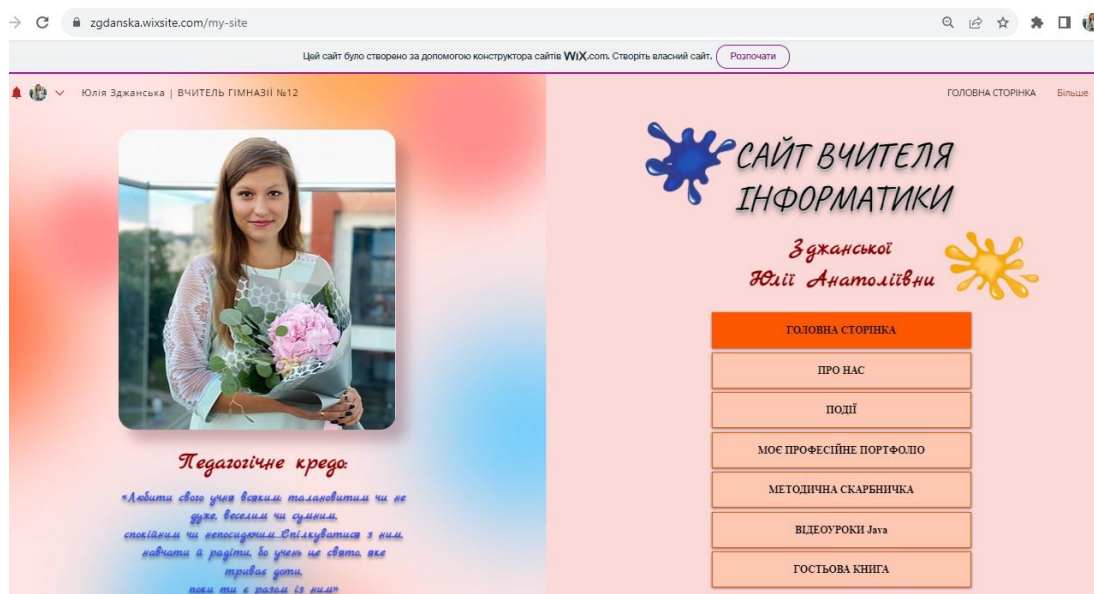 zgdanska.wixsite.com/my-site
Цей сайт було створено за допомогою конструктора сайтів WiX.com. Створіть власний сайт.
Розпочати
Юлія Зджанська | ВЧИТЕЛЬ ГІМНАЗІЇ №12
ГОЛОВНА СТОРІНКА
Більше
САЙТ ВЧИТЕЛЯ
ІНФОРМАТИКИ
Зджанської
Юлії Анатоліївни
ГОЛОВНА СТОРІНКА
ПРО НАС
ПОДІЇ
МОЄ ПРОФЕСІЙНЕ ПОРТФОЛІО
МЕТОДИЧНА СКАРБНИЧКА
ВІДЕОУРОКИ Java
ГОСТЬОВА КНИГА
Педагогічне кредо:
«Любити свого учня всяким: талановитим чи не
дуже, веселим чи сумним,
спокійним чи непосидючим. Спілкуватися з ним,
навчати й радіти, бо учень це свято, яке
триває доти,
поки ти є разом із ним»